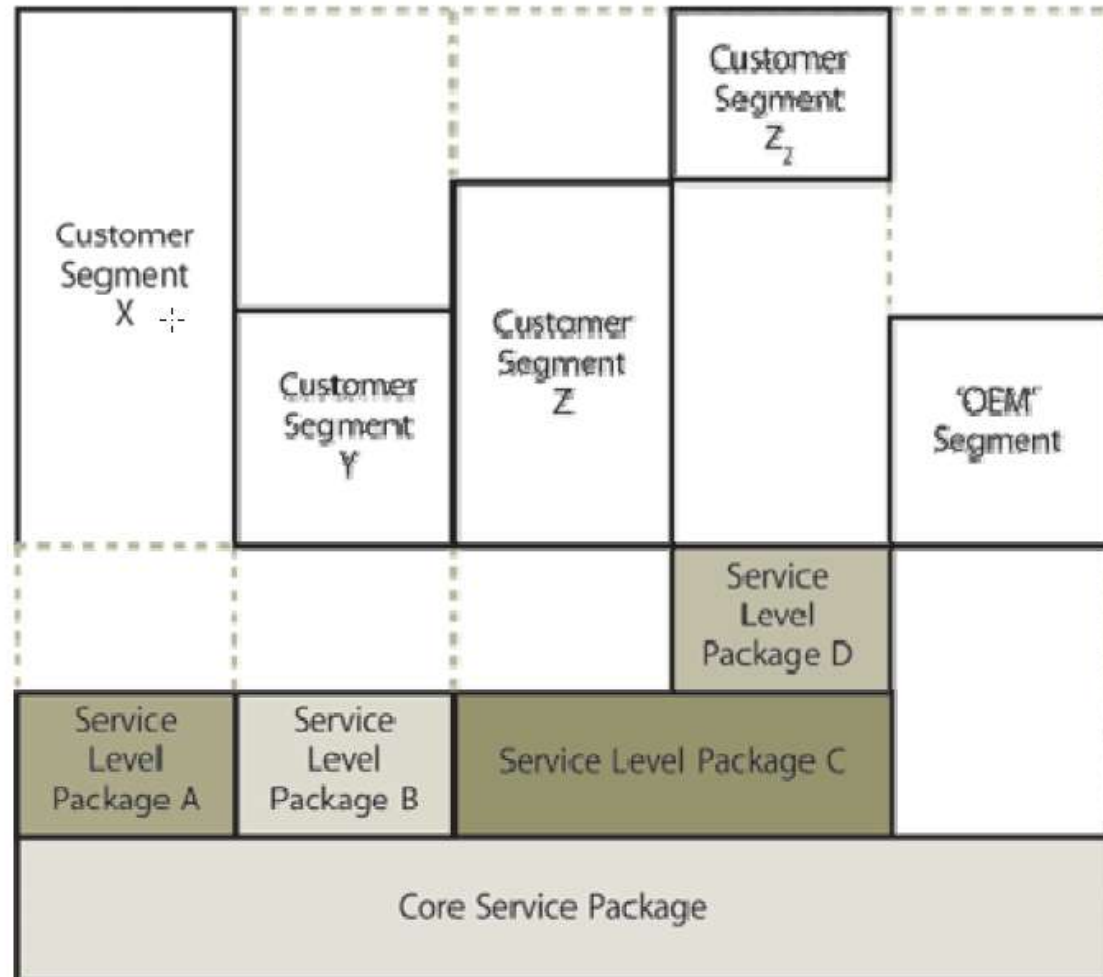 Customer
Segment
Z2
Customer
Segment
X
Customer
Segment
Z
Customer
Segment
Y
'OEM'
Segment
Service
Level
Package D
Service
Level
Package A
Service
Level
Package B
Service Level Package C
Core Service Package